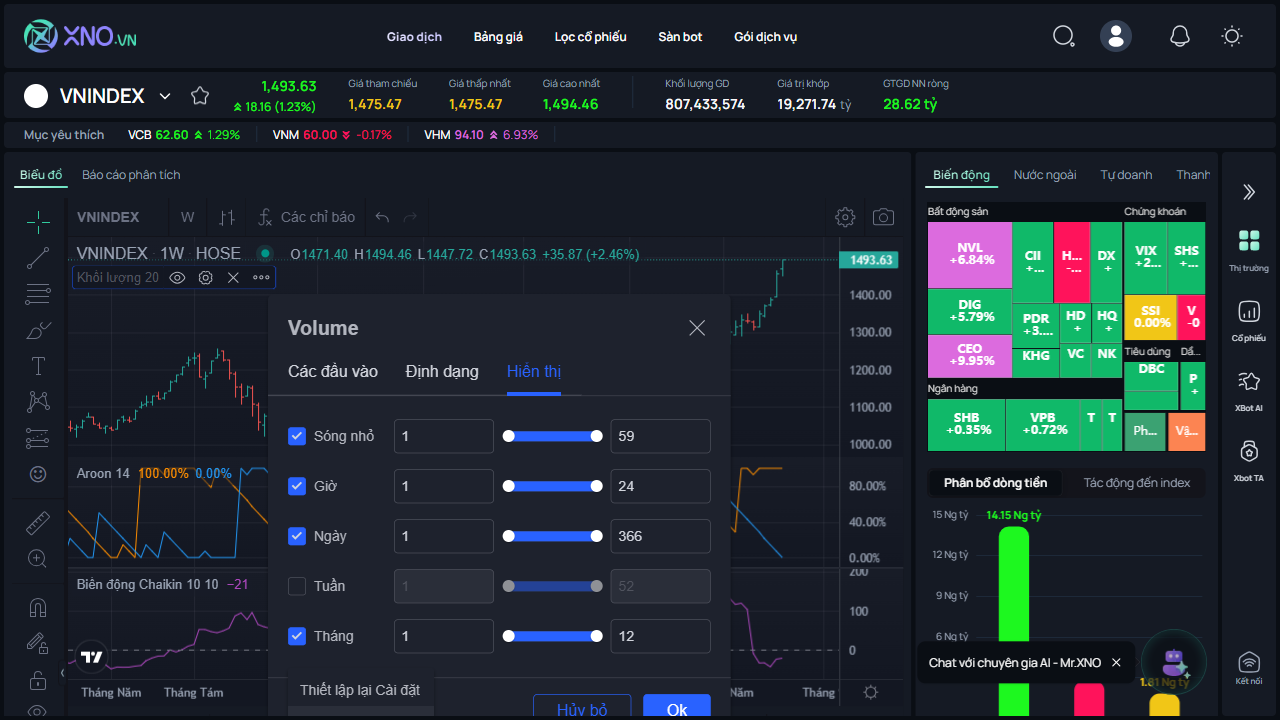 XNO.VN
Giao dịch
Bảng giá
Lọc cổ phiếu
Sàn bot
Gói dịch vụ
VNINDEX
1,493.63
18.16 (1.23%)
Giá tham chiếu
1,475.47
Giá thấp nhất
1,475.47
Giá cao nhất
1,494.46
Khối lượng GD
807,433,574
Giá trị khớp
19,271.74 tỷ
GTGD NN ròng
28.62 tỷ
Mục yêu thích
VCB 62.60 1.29%
VNM 60.00 -0.17%
VHM 94.10 6.93%
Biểu đồ
Báo cáo phân tích
VNINDEX
W
Các chỉ báo
VNINDEX · 1W · HOSE
O1471.40 H1494.46 L1447.72 C1493.63 +35.87 (+2.46%)
Khối lượng 20
1493.63
1400.00
1300.00
1200.00
1100.00
1000.00
Aroon 14 100.00% 0.00%
80.00%
40.00%
0.00%
Biên động Chaikin 10 10 −21
200
100
0
Tháng Năm
Tháng Tám
Năm
Tháng
Volume
Các đầu vào
Định dạng
Hiển thị
Sóng nhỏ 1 59
Giờ 1 24
Ngày 1 366
Tuần 1 52
Tháng 1 12
Thiết lập lại Cài đặt
Hủy bỏ
Ok
Biến động
Nước ngoài
Tự doanh
Thanh
Bất động sản
NVL
+6.84%
DIG
+5.79%
CEO
+9.95%
CII
+...
H...
-...
DX
+
PDR
+3....
HD
+
HQ
+
KHG
VC
NK
Chứng khoán
VIX
+2...
SHS
+...
SSI
0.00%
V
-0
Tiêu dùng
DBC
Dầ...
P
+
Ngân hàng
SHB
+0.35%
VPB
+0.72%
T
T
Ph...
Vậ...
Phân bổ dòng tiền
Tác động đến index
15 Ng tỷ
12 Ng tỷ
9 Ng tỷ
6 Ng tỷ
14.15 Ng tỷ
1.81 Ng tỷ
Chat với chuyên gia AI - Mr.XNO
Thị trường
Cổ phiếu
XBot AI
Xbot TA
Kết nối